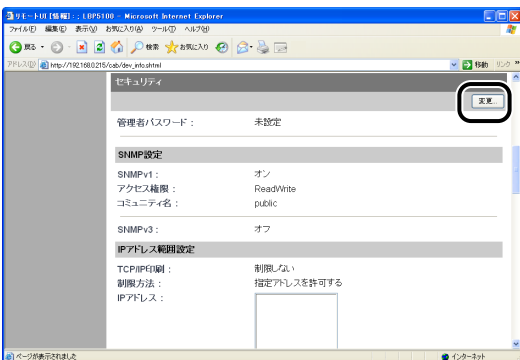 リモートUI [情報] : ; LBP5100 - Microsoft Internet Explorer
ファイル(F) 編集(E) 表示(V) お気に入り(A) ツール(T) ヘルプ(H)
戻る 検索 お気に入り
アドレス(D) http://192.168.0.215/cab/dev_info.shtml 移動 リンク »
セキュリティ
変更...
管理者パスワード： 未設定
SNMP設定
SNMPv1： オン
アクセス権限： ReadWrite
コミュニティ名： public
SNMPv3： オフ
IPアドレス範囲設定
TCP/IP印刷： 制限しない
制限方法： 指定アドレスを許可する
IPアドレス：
ページが表示されました インターネット